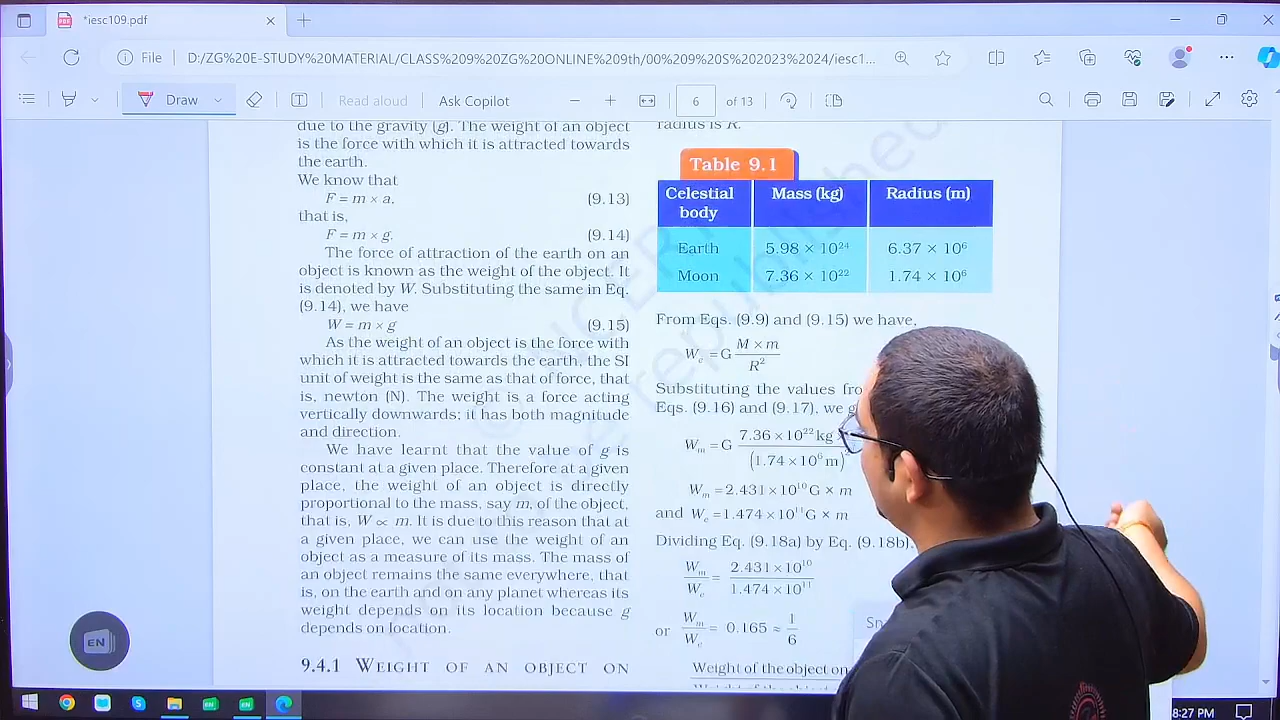 *iesc109.pdf
File
D:/ZG%20E-STUDY%20MATERIAL/CLASS%209%20ZG%20ONLINE%209th/00%209%20S%202023%2024/iesc1...
Draw
Read aloud
Ask Copilot
6
of 13
due to the gravity (g). The weight of an object
is the force with which it is attracted towards
the earth.
We know that
F = m × a, (9.13)
that is,
F = m × g. (9.14)
The force of attraction of the earth on an
object is known as the weight of the object. It
is denoted by W. Substituting the same in Eq.
(9.14), we have
W = m × g (9.15)
As the weight of an object is the force with
which it is attracted towards the earth, the SI
unit of weight is the same as that of force, that
is, newton (N). The weight is a force acting
vertically downwards; it has both magnitude
and direction.
We have learnt that the value of g is
constant at a given place. Therefore at a given
place, the weight of an object is directly
proportional to the mass, say m, of the object,
that is, W ∝ m. It is due to this reason that at
a given place, we can use the weight of an
object as a measure of its mass. The mass of
an object remains the same everywhere, that
is, on the earth and on any planet whereas its
weight depends on its location because g
depends on location.
9.4.1 WEIGHT OF AN OBJECT ON
radius is R.
Table 9.1
Celestial body Mass (kg) Radius (m)
Earth 5.98 × 10²⁴ 6.37 × 10⁶
Moon 7.36 × 10²² 1.74 × 10⁶
From Eqs. (9.9) and (9.15) we have,
Wₑ = G M × m / R²
Substituting the values
Eqs. (9.16) and (9.17), we
Wₘ = G 7.36 × 10²² kg / (1.74 × 10⁶ m)
Wₘ = 2.431 × 10¹⁰ G × m
and Wₑ = 1.474 × 10¹¹ G × m
Dividing Eq. (9.18a) by Eq. (9.18b),
Wₘ / Wₑ = 2.431 × 10¹⁰ / 1.474 × 10¹¹
or Wₘ / Wₑ = 0.165 ≈ 1/6
Weight of the object on
EN
8:27 PM